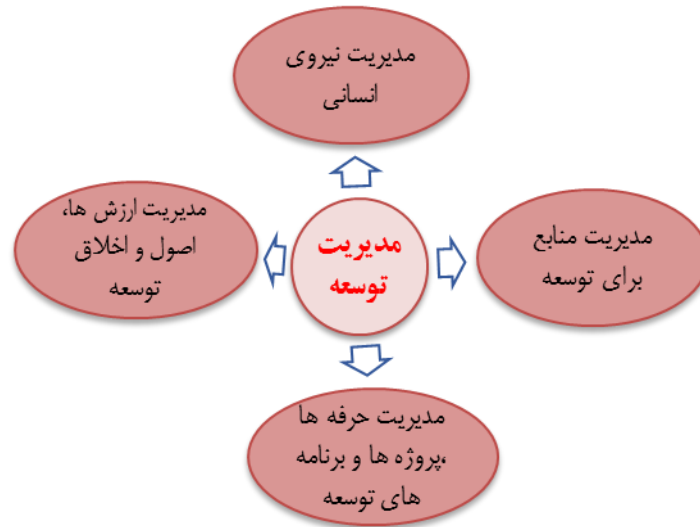 مدیریت نیروی
انسانی
مدیریت منابع
برای توسعه
مدیریت
توسعه
مدیریت ارزش ها،
اصول و اخلاق
توسعه
مدیریت حرفه ها
،پروژه ها و برنامه
های توسعه